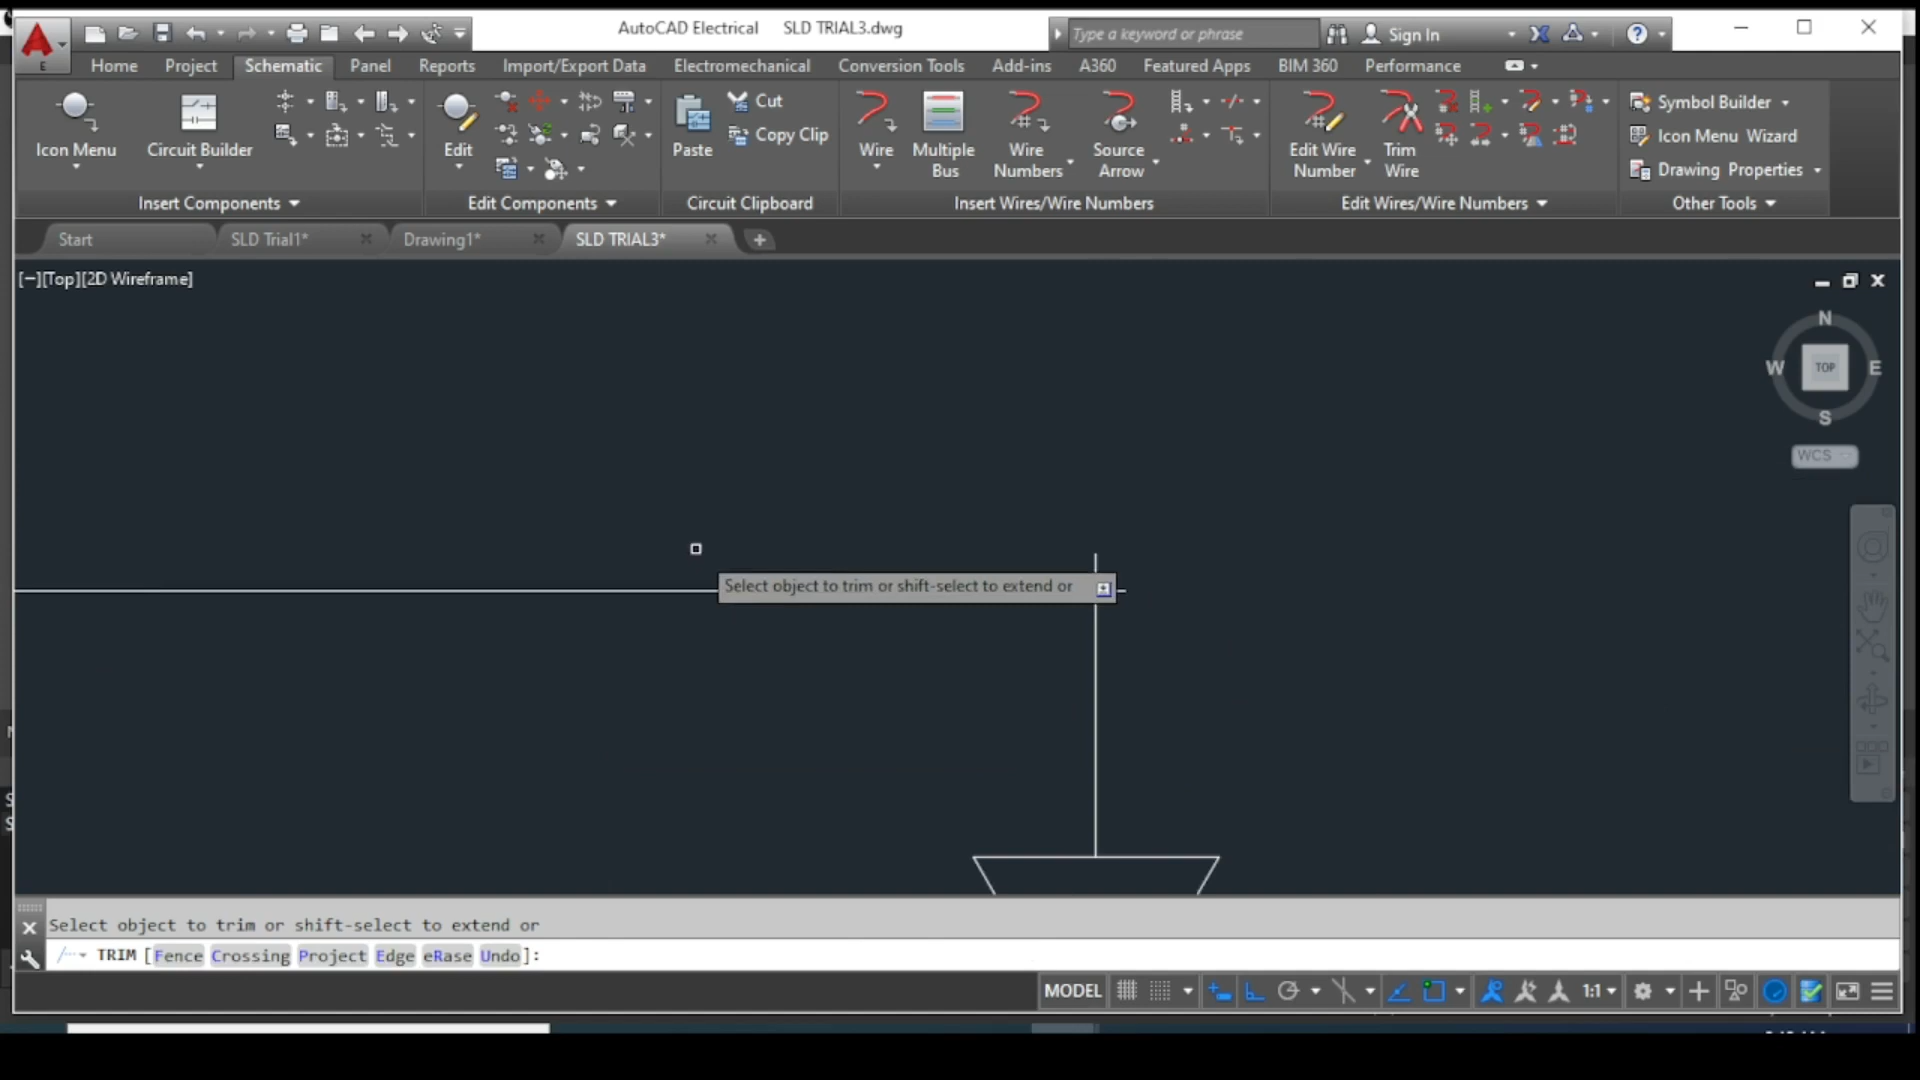 AutoCAD Electrical SLD TRIAL3.dwg
Type a keyword or phrase
Sign In
E
Home Project Schematic Panel Reports Import/Export Data Electromechanical Conversion Tools Add-ins A360 Featured Apps BIM 360 Performance
Icon Menu
Circuit Builder
Edit
Paste
Cut
Copy Clip
Wire
Multiple
Bus
Wire
Numbers
Source
Arrow
Edit Wire
Number
Trim
Wire
Symbol Builder
Icon Menu Wizard
Drawing Properties
Insert Components Edit Components Circuit Clipboard Insert Wires/Wire Numbers Edit Wires/Wire Numbers Other Tools
Start SLD Trial1* Drawing1* SLD TRIAL3*
[−][Top][2D Wireframe]
N
W TOP E
S
WCS
Select object to trim or shift-select to extend or
Select object to trim or shift-select to extend or
TRIM [Fence Crossing Project Edge eRase Undo]:
MODEL 1:1